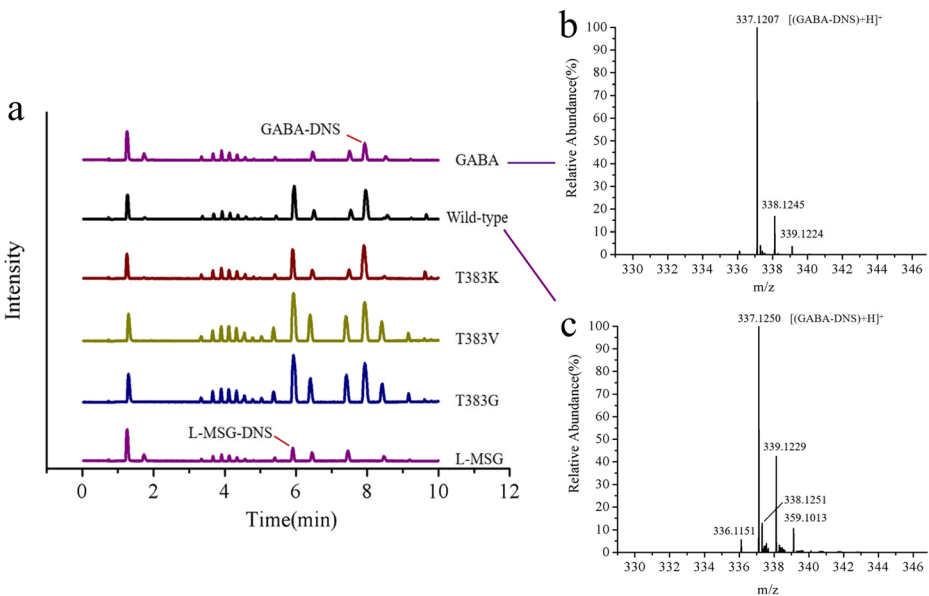 a
Intensity
GABA-DNS
GABA
Wild-type
T383K
T383V
T383G
L-MSG-DNS
L-MSG
0 2 4 6 8 10 12
Time(min)
b
337.1207 [(GABA-DNS)+H]⁺
Relative Abundance(%)
100
90
80
70
60
50
40
30
20
10
0
338.1245
339.1224
330 332 334 336 338 340 342 344 346
m/z
c
337.1250 [(GABA-DNS)+H]⁺
Relative Abundance(%)
100
90
80
70
60
50
40
30
20
10
0
339.1229
338.1251
359.1013
336.1151
330 332 334 336 338 340 342 344 346
m/z